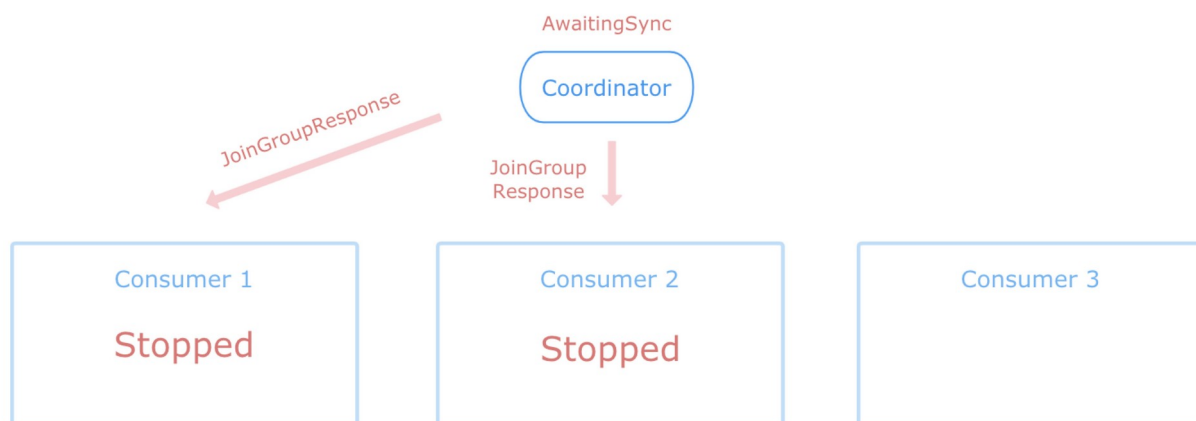 AwaitingSync
Coordinator
JoinGroupResponse
JoinGroup
Response
Consumer 1
Consumer 2
Consumer 3
Stopped
Stopped